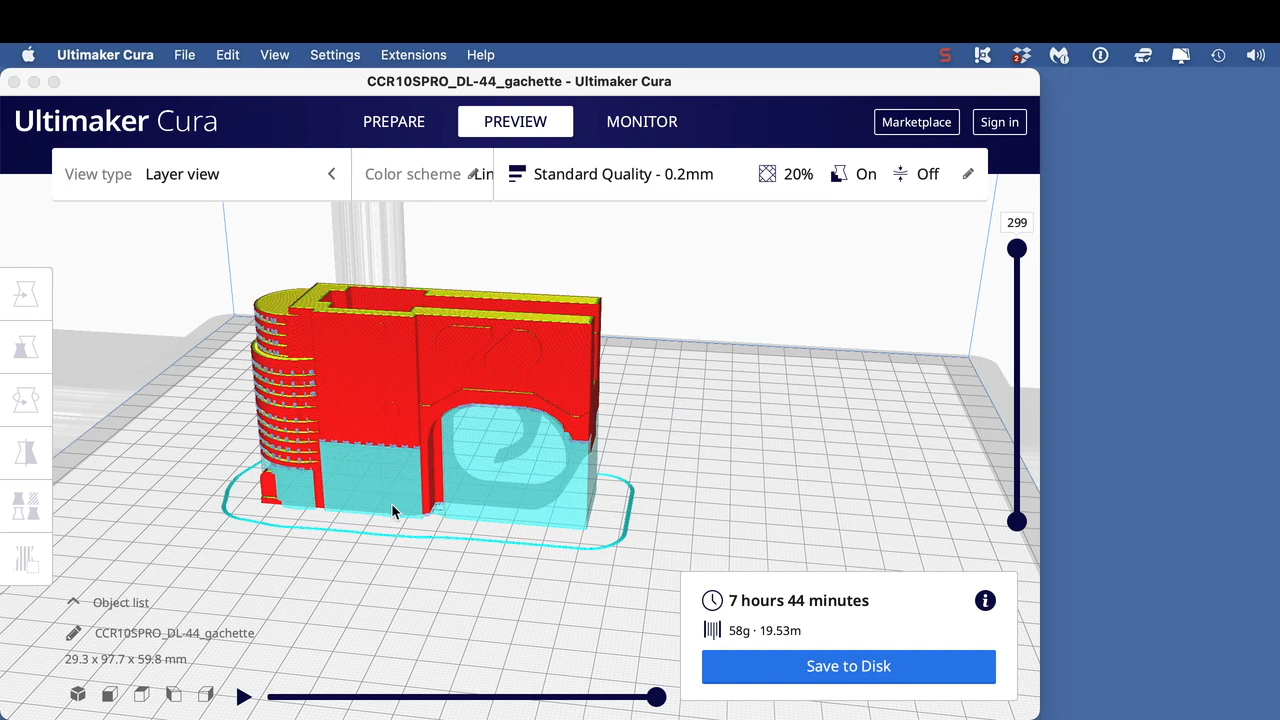 Ultimaker Cura File Edit View Settings Extensions Help
2
CCR10SPRO_DL-44_gachette - Ultimaker Cura
Ultimaker Cura PREPARE PREVIEW MONITOR Marketplace Sign in
View type Layer view Color scheme Lin Standard Quality - 0.2mm 20% On Off
299
Object list
CCR10SPRO_DL-44_gachette
29.3 x 97.7 x 59.8 mm
7 hours 44 minutes
58g · 19.53m
Save to Disk